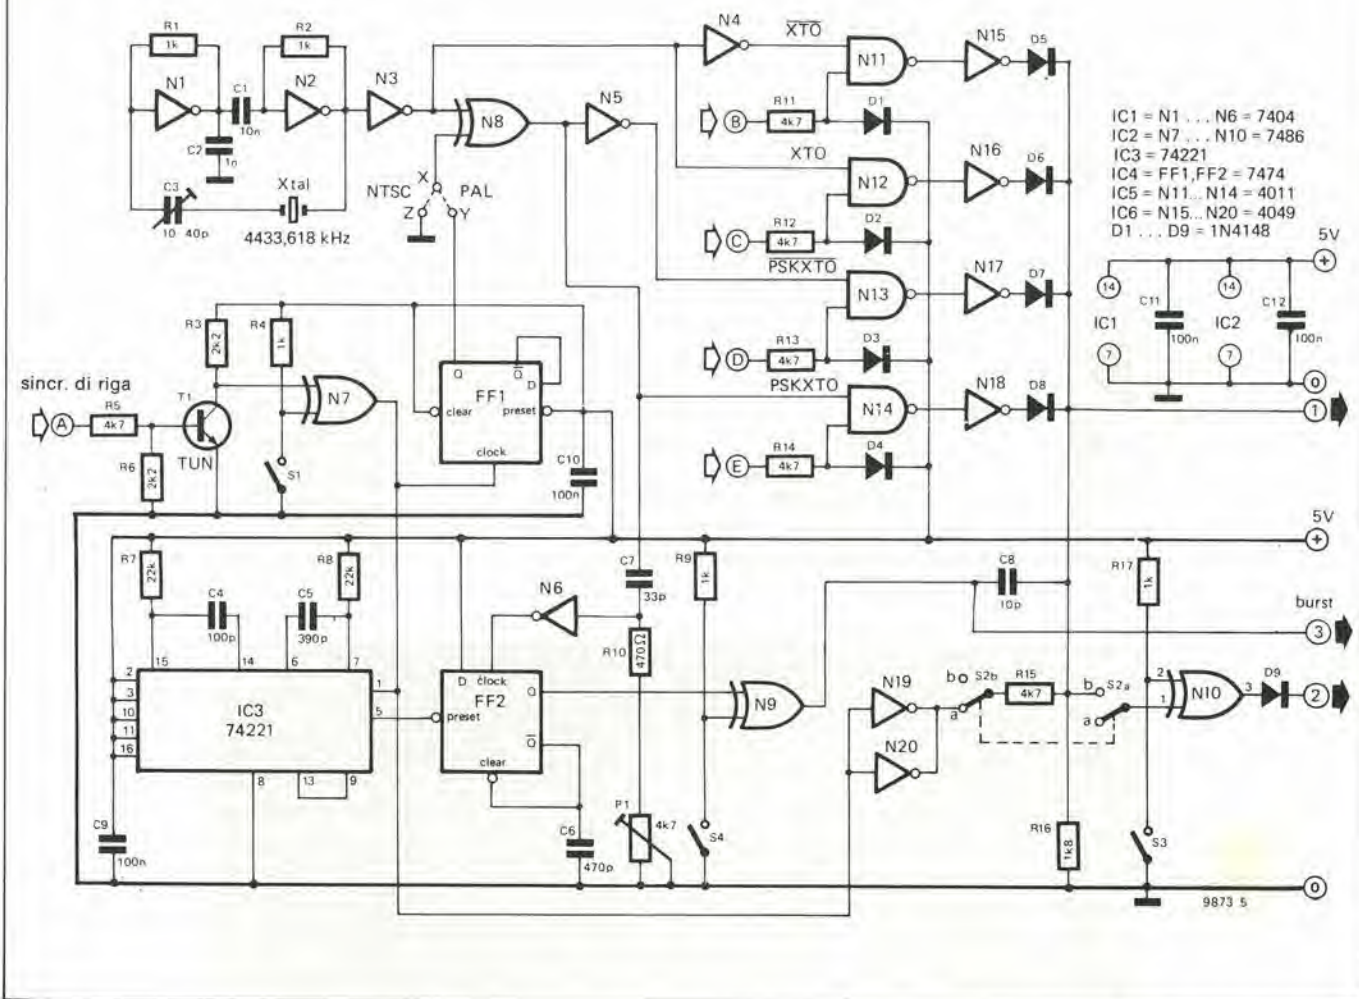 R1
1k
R2
1k
N1
C1
10n
N2
N3
C2
1n
C3
10 40p
Xtal
4433,618 kHz
N8
N5
X
NTSC PAL
Z Y
N4
XTO
N11
N15
D5
B
R11
4k7
D1
XTO
N12
N16
D6
C
R12
4k7
D2
PSKXTO
N13
N17
D7
D
R13
4k7
D3
PSKXTO
N14
N18
D8
E
R14
4k7
D4
IC1 = N1 ... N6 = 7404
IC2 = N7 ... N10 = 7486
IC3 = 74221
IC4 = FF1,FF2 = 7474
IC5 = N11...N14 = 4011
IC6 = N15...N20 = 4049
D1 ... D9 = 1N4148
5V
+
14
IC1
7
C11
100n
14
IC2
7
C12
100n
0
1
sincr. di riga
A
R5
4k7
R6
2k2
R3
2k2
R4
1k
T1
TUN
N7
S1
Q Q
D
FF1
clear preset
clock
C10
100n
5V
+
R7
22k
C4
100p
C5
390p
R8
22k
15 14 6 7
2
3
10
11
16
1
5
IC3
74221
8 13 9
C9
100n
N6
C7
33p
R10
470Ω
D clock
Q
FF2
preset
Q
clear
C6
470p
P1
4k7
R9
1k
S4
N9
C8
10p
N19
N20
b
a
S2b
R15
4k7
b
a
S2a
R16
1k8
R17
1k
burst
3
2
1
N10
3
D9
2
S3
0
9873 5